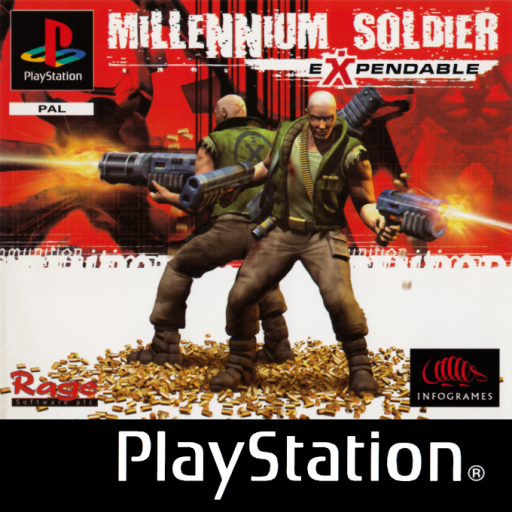 MILLENNIUM SOLDIER
EXPENDABLE
PlayStation
PAL
Rage
Software plc
INFOGRAMES
PlayStation®